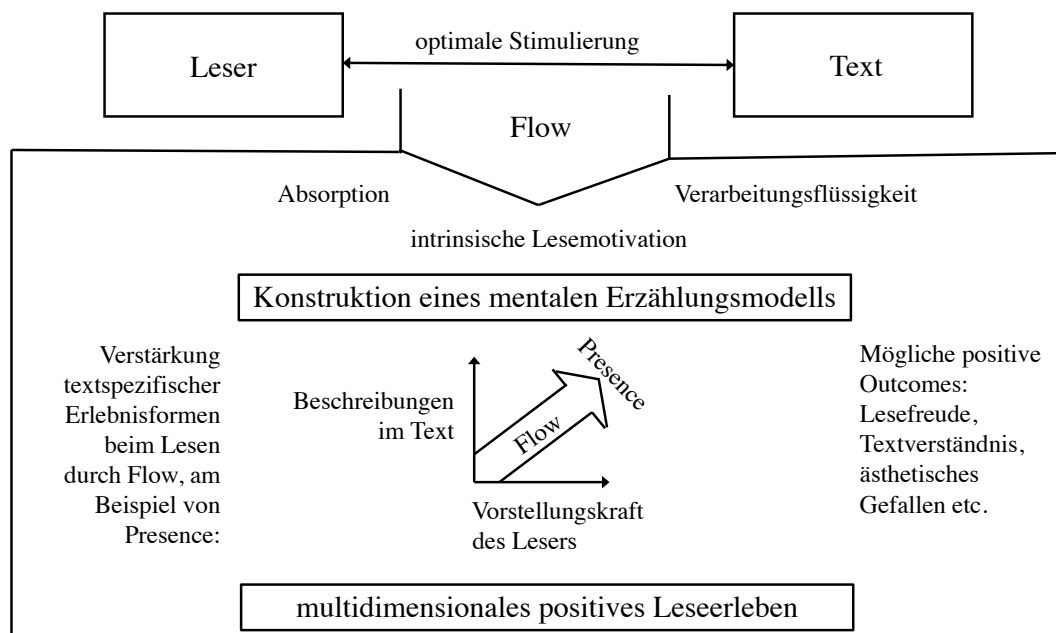 Leser
optimale Stimulierung
Text
Flow
Absorption
Verarbeitungsflüssigkeit
intrinsische Lesemotivation
Konstruktion eines mentalen Erzählungsmodells
Verstärkung
textspezifischer
Erlebnisformen
beim Lesen
durch Flow, am
Beispiel von
Presence:
Beschreibungen
im Text
Flow
Presence
Vorstellungskraft
des Lesers
Mögliche positive
Outcomes:
Lesefreude,
Textverständnis,
ästhetisches
Gefallen etc.
multidimensionales positives Leseerleben